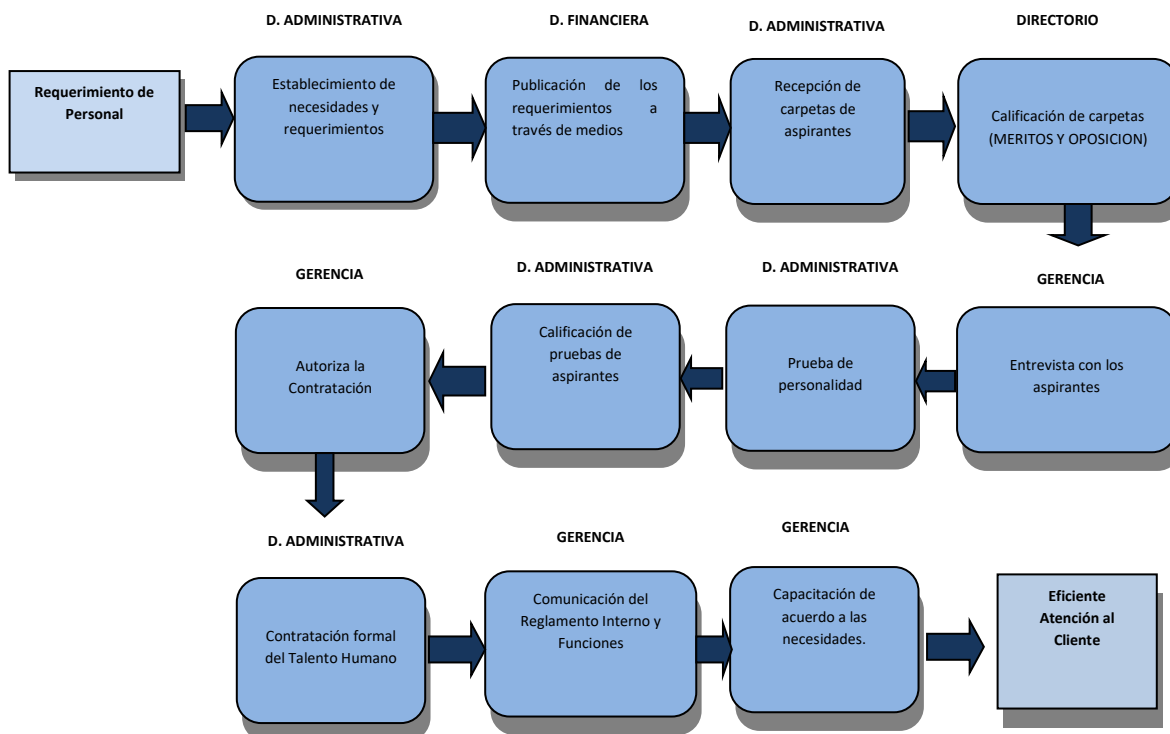 D. ADMINISTRATIVA
D. FINANCIERA
D. ADMINISTRATIVA
DIRECTORIO
Requerimiento de
Personal
Establecimiento de
necesidades y
requerimientos
Publicación de los
requerimientos a
través de medios
Recepción de
carpetas de
aspirantes
Calificación de carpetas
(MERITOS Y OPOSICION)
GERENCIA
D. ADMINISTRATIVA
D. ADMINISTRATIVA
GERENCIA
Autoriza la
Contratación
Calificación de
pruebas de
aspirantes
Prueba de
personalidad
Entrevista con los
aspirantes
D. ADMINISTRATIVA
GERENCIA
GERENCIA
Contratación formal
del Talento Humano
Comunicación del
Reglamento Interno y
Funciones
Capacitación de
acuerdo a las
necesidades.
Eficiente
Atención al
Cliente